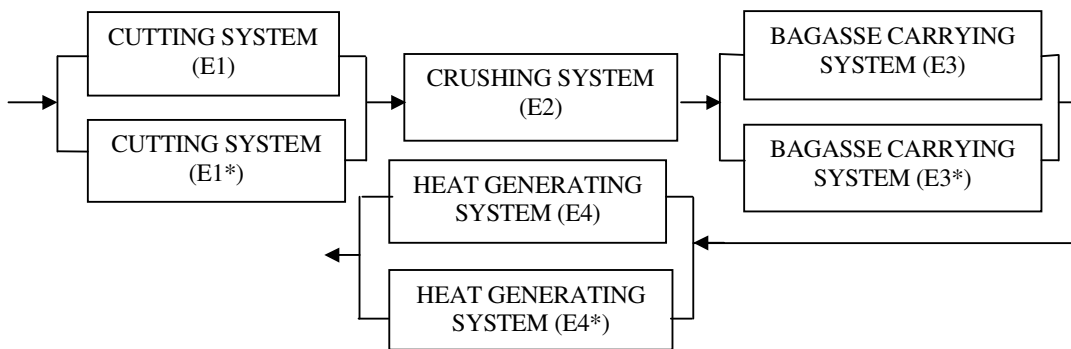 CUTTING SYSTEM
(E1)
CUTTING SYSTEM
(E1*)
CRUSHING SYSTEM
(E2)
BAGASSE CARRYING
SYSTEM (E3)
BAGASSE CARRYING
SYSTEM (E3*)
HEAT GENERATING
SYSTEM (E4)
HEAT GENERATING
SYSTEM (E4*)